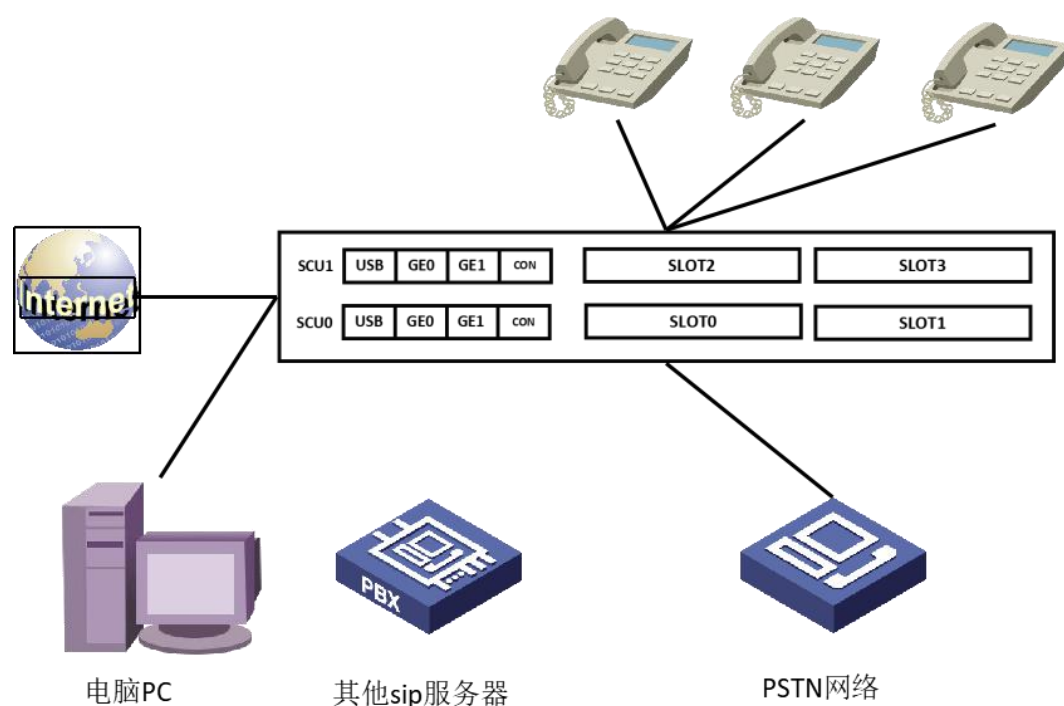 SCU1 USB GE0 GE1 CON SLOT2 SLOT3
Internet
SCU0 USB GE0 GE1 CON SLOT0 SLOT1
PBX
电脑PC
其他sip服务器
PSTN网络